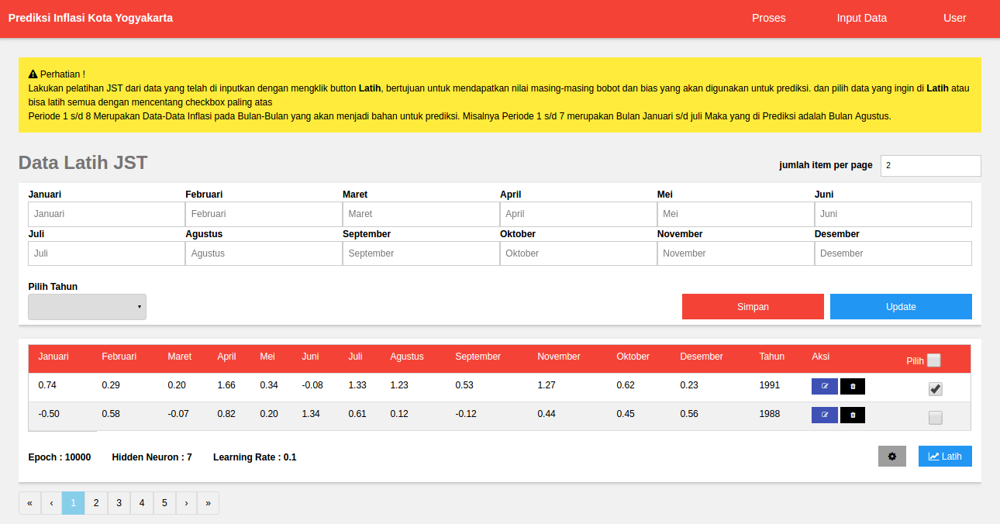 Prediksi Inflasi Kota Yogyakarta Proses Input Data User
Perhatian !
Lakukan pelatihan JST dari data yang telah di inputkan dengan mengklik button Latih, bertujuan untuk mendapatkan nilai masing-masing bobot dan bias yang akan digunakan untuk prediksi. dan pilih data yang ingin di Latih atau
bisa latih semua dengan mencentang checkbox paling atas
Periode 1 s/d 8 Merupakan Data-Data Inflasi pada Bulan-Bulan yang akan menjadi bahan untuk prediksi. Misalnya Periode 1 s/d 7 merupakan Bulan Januari s/d juli Maka yang di Prediksi adalah Bulan Agustus.
Data Latih JST jumlah item per page 2
Januari Februari Maret April Mei Juni
Januari Februari Maret April Mei Juni
Juli Agustus September Oktober November Desember
Juli Agustus September Oktober November Desember
Pilih Tahun
Simpan Update
Januari Februari Maret April Mei Juni Juli Agustus September November Oktober Desember Tahun Aksi Pilih
0.74 0.29 0.20 1.66 0.34 -0.08 1.33 1.23 0.53 1.27 0.62 0.23 1991
-0.50 0.58 -0.07 0.82 0.20 1.34 0.61 0.12 -0.12 0.44 0.45 0.56 1988
Epoch : 10000 Hidden Neuron : 7 Learning Rate : 0.1 Latih
« ‹ 1 2 3 4 5 › »